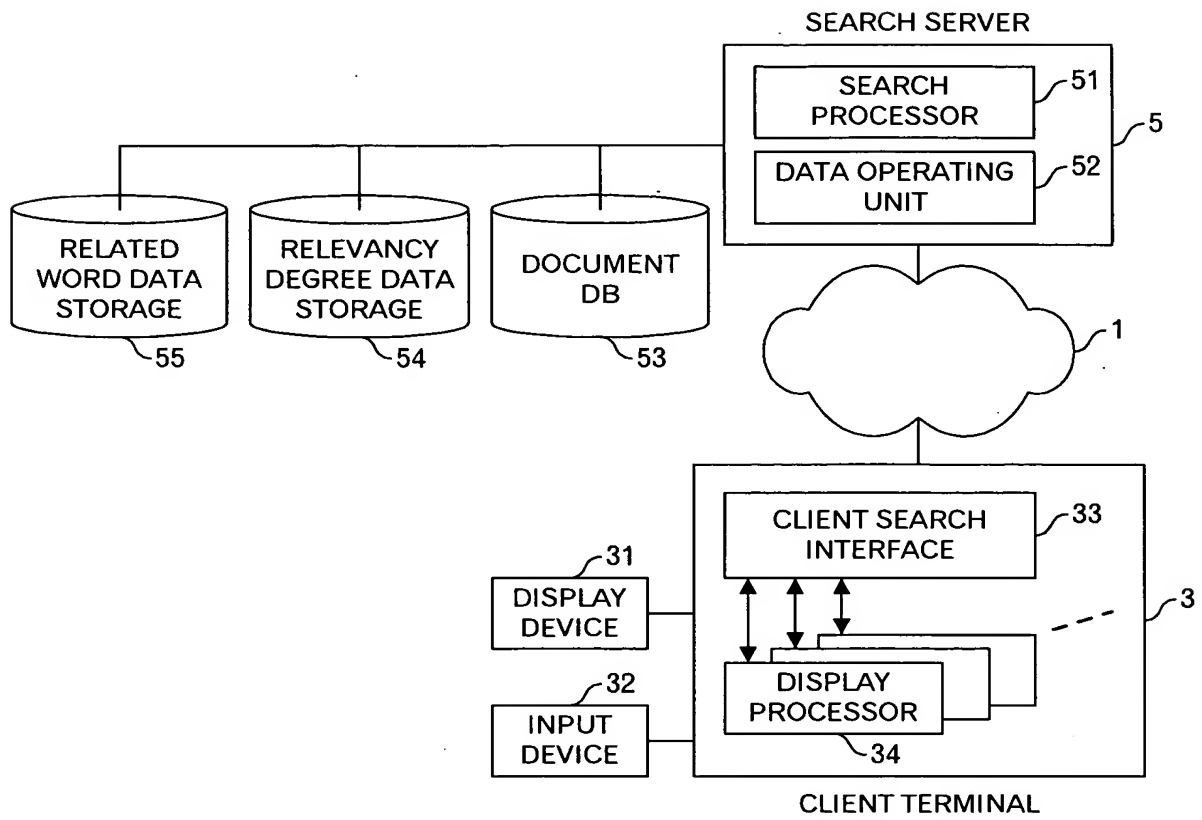 SEARCH SERVER
SEARCH
PROCESSOR
51
5
DATA OPERATING
UNIT
52
RELATED
WORD DATA
STORAGE
55
RELEVANCY
DEGREE DATA
STORAGE
54
DOCUMENT
DB
53
1
CLIENT SEARCH
INTERFACE
33
31
DISPLAY
DEVICE
3
32
INPUT
DEVICE
DISPLAY
PROCESSOR
34
CLIENT TERMINAL